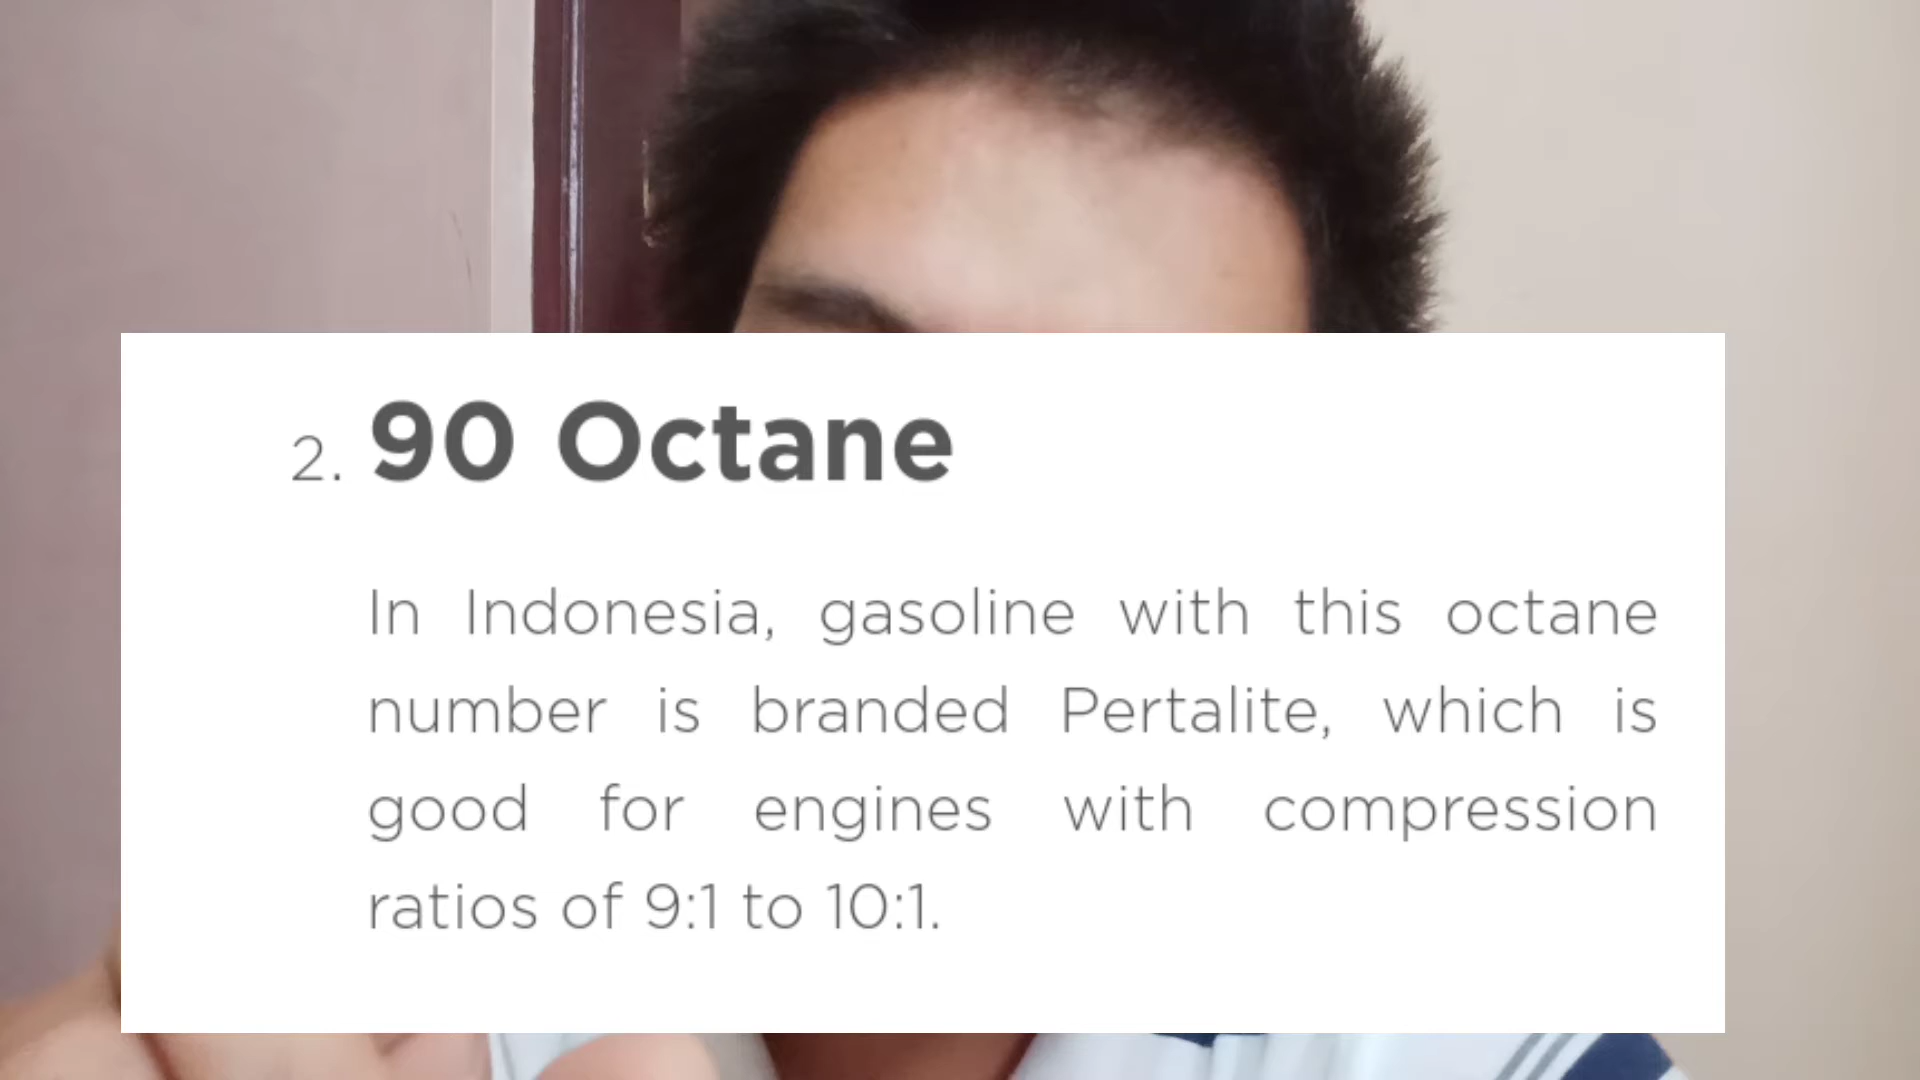 2. 90 Octane
In Indonesia, gasoline with this octane
number is branded Pertalite, which is
good for engines with compression
ratios of 9:1 to 10:1.